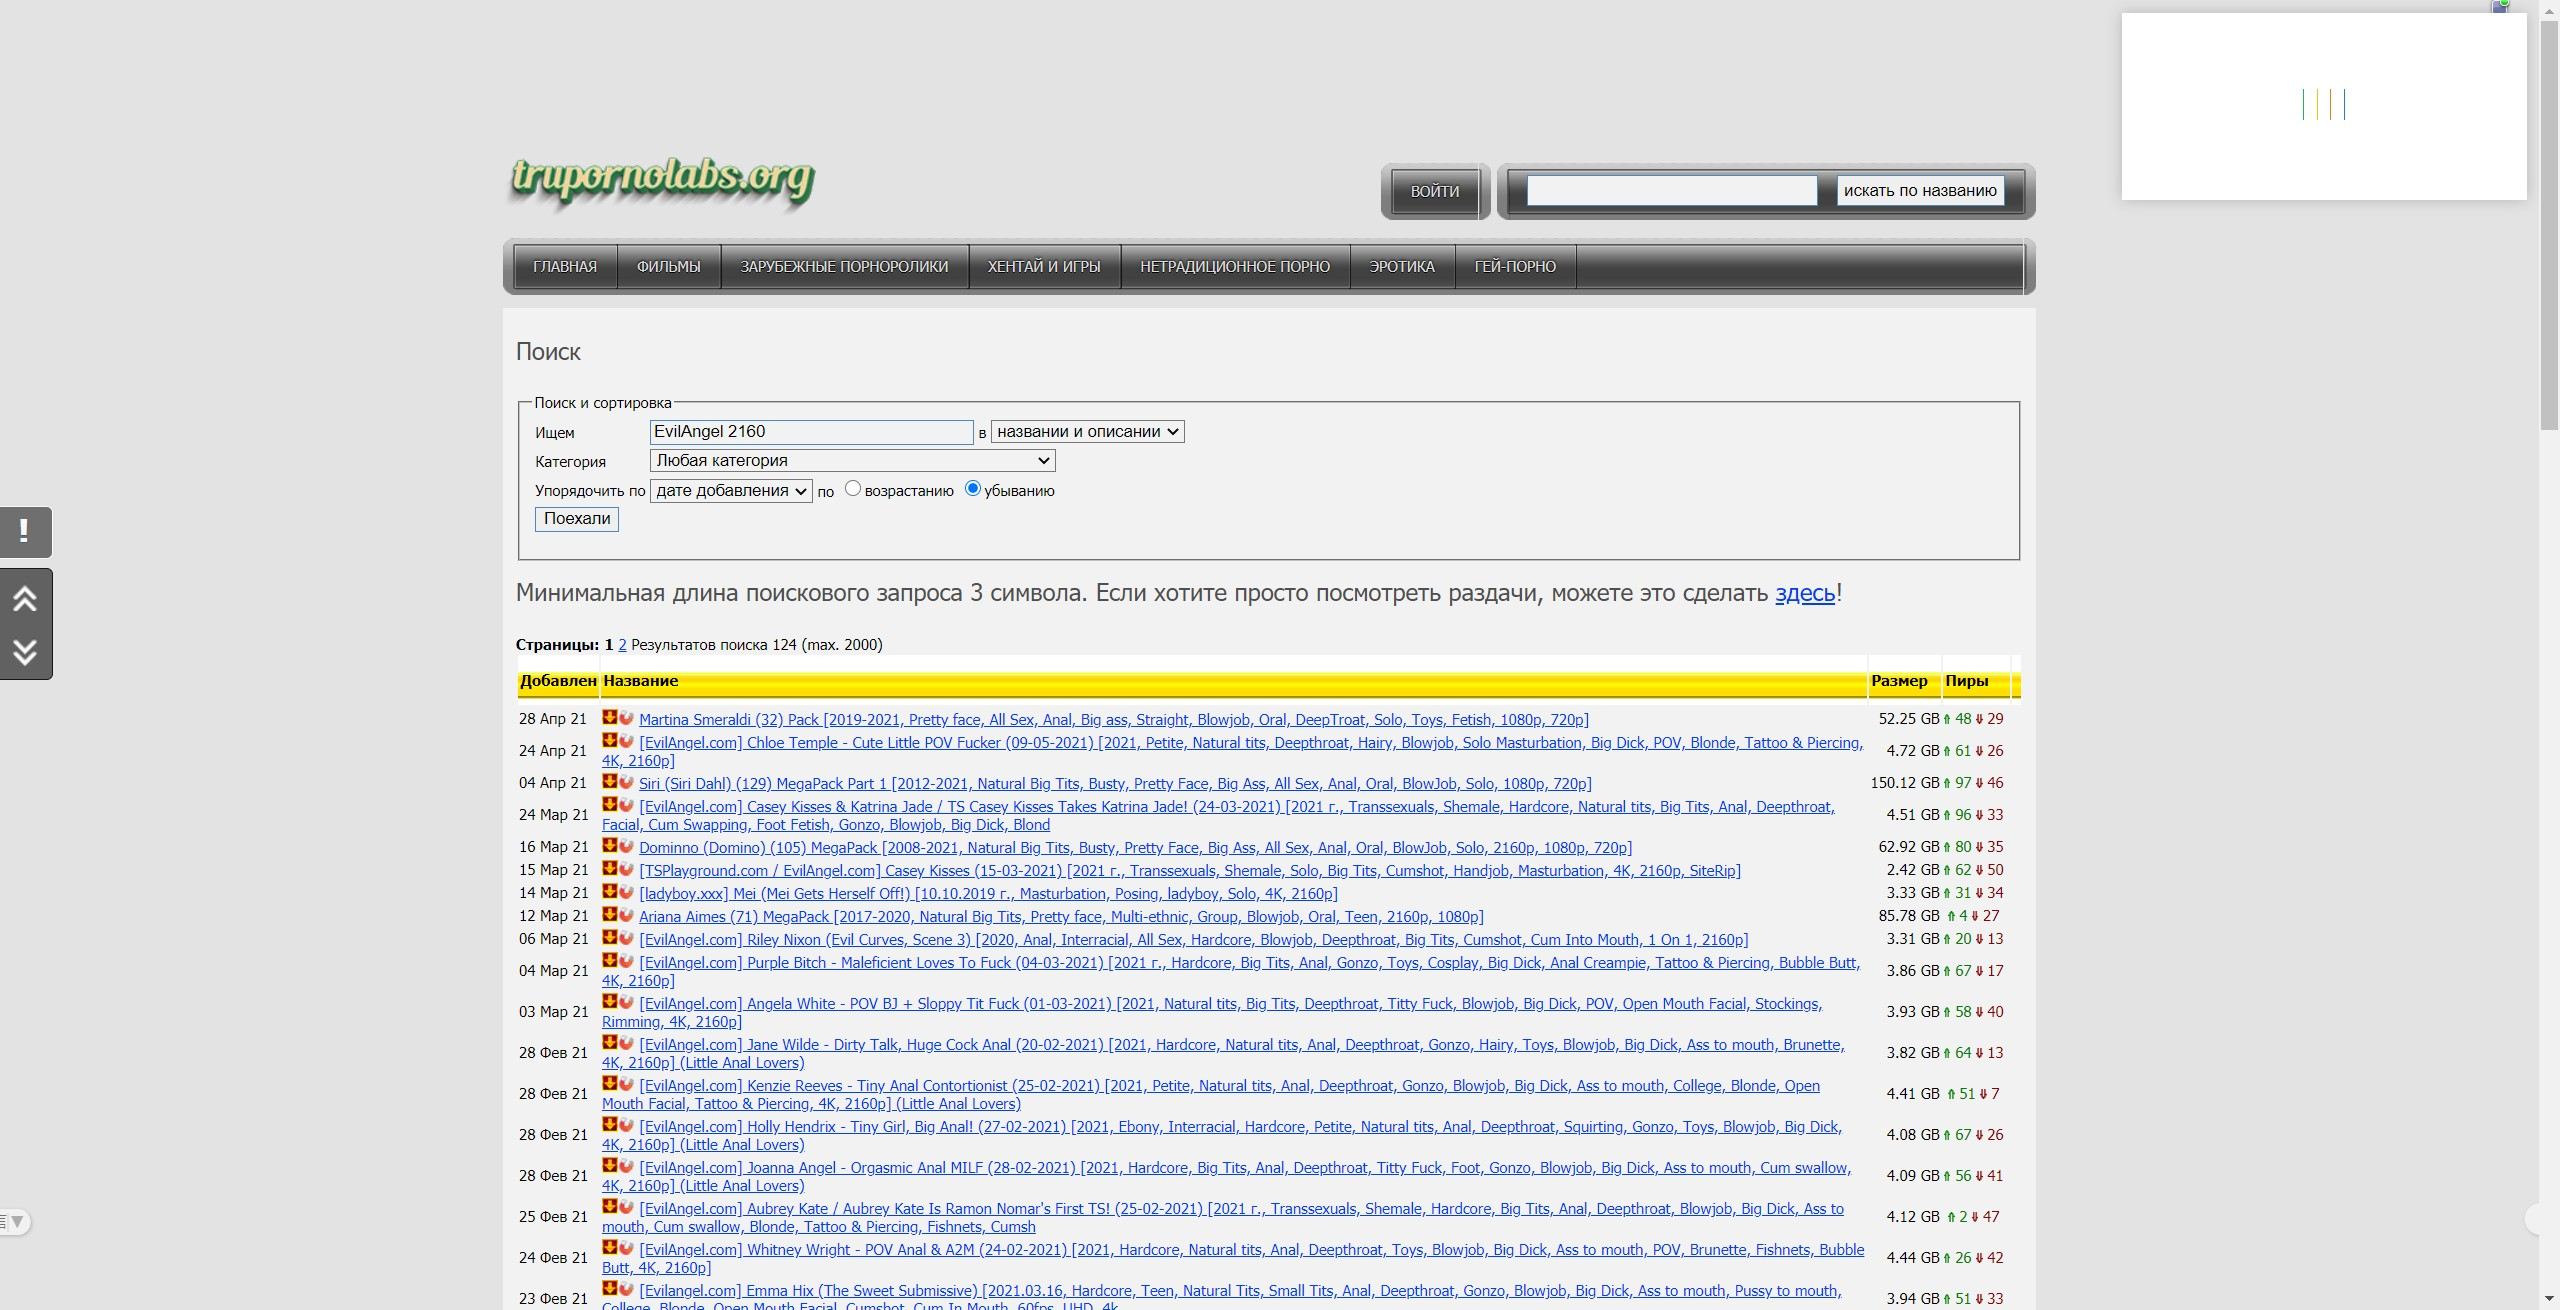 trupornolabs.org
ВОЙТИ
искать по названию
ГЛАВНАЯ ФИЛЬМЫ ЗАРУБЕЖНЫЕ ПОРНОРОЛИКИ ХЕНТАЙ И ИГРЫ НЕТРАДИЦИОННОЕ ПОРНО ЭРОТИКА ГЕЙ-ПОРНО
Поиск
Поиск и сортировка
Ищем EvilAngel 2160 в названии и описании
Категория Любая категория
Упорядочить по дате добавления по возрастанию убыванию
Поехали
Минимальная длина поискового запроса 3 символа. Если хотите просто посмотреть раздачи, можете это сделать здесь!
Страницы: 1 2 Результатов поиска 124 (max. 2000)
Добавлен Название Размер Пиры
28 Апр 21 Martina Smeraldi (32) Pack [2019-2021, Pretty face, All Sex, Anal, Big ass, Straight, Blowjob, Oral, DeepTroat, Solo, Toys, Fetish, 1080p, 720p] 52.25 GB 48 29
24 Апр 21 [EvilAngel.com] Chloe Temple - Cute Little POV Fucker (09-05-2021) [2021, Petite, Natural tits, Deepthroat, Hairy, Blowjob, Solo Masturbation, Big Dick, POV, Blonde, Tattoo & Piercing,
4K, 2160p] 4.72 GB 61 26
04 Апр 21 Siri (Siri Dahl) (129) MegaPack Part 1 [2012-2021, Natural Big Tits, Busty, Pretty Face, Big Ass, All Sex, Anal, Oral, BlowJob, Solo, 1080p, 720p] 150.12 GB 97 46
24 Мар 21 [EvilAngel.com] Casey Kisses & Katrina Jade / TS Casey Kisses Takes Katrina Jade! (24-03-2021) [2021 г., Transsexuals, Shemale, Hardcore, Natural tits, Big Tits, Anal, Deepthroat,
Facial, Cum Swapping, Foot Fetish, Gonzo, Blowjob, Big Dick, Blond 4.51 GB 96 33
16 Мар 21 Dominno (Domino) (105) MegaPack [2008-2021, Natural Big Tits, Busty, Pretty Face, Big Ass, All Sex, Anal, Oral, BlowJob, Solo, 2160p, 1080p, 720p] 62.92 GB 80 35
15 Мар 21 [TSPlayground.com / EvilAngel.com] Casey Kisses (15-03-2021) [2021 г., Transsexuals, Shemale, Solo, Big Tits, Cumshot, Handjob, Masturbation, 4K, 2160p, SiteRip] 2.42 GB 62 50
14 Мар 21 [ladyboy.xxx] Mei (Mei Gets Herself Off!) [10.10.2019 г., Masturbation, Posing, ladyboy, Solo, 4K, 2160p] 3.33 GB 31 34
12 Мар 21 Ariana Aimes (71) MegaPack [2017-2020, Natural Big Tits, Pretty face, Multi-ethnic, Group, Blowjob, Oral, Teen, 2160p, 1080p] 85.78 GB 4 27
06 Мар 21 [EvilAngel.com] Riley Nixon (Evil Curves, Scene 3) [2020, Anal, Interracial, All Sex, Hardcore, Blowjob, Deepthroat, Big Tits, Cumshot, Cum Into Mouth, 1 On 1, 2160p] 3.31 GB 20 13
04 Мар 21 [EvilAngel.com] Purple Bitch - Maleficient Loves To Fuck (04-03-2021) [2021 г., Hardcore, Big Tits, Anal, Gonzo, Toys, Cosplay, Big Dick, Anal Creampie, Tattoo & Piercing, Bubble Butt,
4K, 2160p] 3.86 GB 67 17
03 Мар 21 [EvilAngel.com] Angela White - POV BJ + Sloppy Tit Fuck (01-03-2021) [2021, Natural tits, Big Tits, Deepthroat, Titty Fuck, Blowjob, Big Dick, POV, Open Mouth Facial, Stockings,
Rimming, 4K, 2160p] 3.93 GB 58 40
28 Фев 21 [EvilAngel.com] Jane Wilde - Dirty Talk, Huge Cock Anal (20-02-2021) [2021, Hardcore, Natural tits, Anal, Deepthroat, Gonzo, Hairy, Toys, Blowjob, Big Dick, Ass to mouth, Brunette,
4K, 2160p] (Little Anal Lovers) 3.82 GB 64 13
28 Фев 21 [EvilAngel.com] Kenzie Reeves - Tiny Anal Contortionist (25-02-2021) [2021, Petite, Natural tits, Anal, Deepthroat, Gonzo, Blowjob, Big Dick, Ass to mouth, College, Blonde, Open
Mouth Facial, Tattoo & Piercing, 4K, 2160p] (Little Anal Lovers) 4.41 GB 51 7
28 Фев 21 [EvilAngel.com] Holly Hendrix - Tiny Girl, Big Anal! (27-02-2021) [2021, Ebony, Interracial, Hardcore, Petite, Natural tits, Anal, Deepthroat, Squirting, Gonzo, Toys, Blowjob, Big Dick,
4K, 2160p] (Little Anal Lovers) 4.08 GB 67 26
28 Фев 21 [EvilAngel.com] Joanna Angel - Orgasmic Anal MILF (28-02-2021) [2021, Hardcore, Big Tits, Anal, Deepthroat, Titty Fuck, Foot, Gonzo, Blowjob, Big Dick, Ass to mouth, Cum swallow,
4K, 2160p] (Little Anal Lovers) 4.09 GB 56 41
25 Фев 21 [EvilAngel.com] Aubrey Kate / Aubrey Kate Is Ramon Nomar's First TS! (25-02-2021) [2021 г., Transsexuals, Shemale, Hardcore, Big Tits, Anal, Deepthroat, Blowjob, Big Dick, Ass to
mouth, Cum swallow, Blonde, Tattoo & Piercing, Fishnets, Cumsh 4.12 GB 2 47
24 Фев 21 [EvilAngel.com] Whitney Wright - POV Anal & A2M (24-02-2021) [2021, Hardcore, Natural tits, Anal, Deepthroat, Toys, Blowjob, Big Dick, Ass to mouth, POV, Brunette, Fishnets, Bubble
Butt, 4K, 2160p] 4.44 GB 26 42
23 Фев 21 [Evilangel.com] Emma Hix (The Sweet Submissive) [2021.03.16, Hardcore, Teen, Natural Tits, Small Tits, Anal, Deepthroat, Gonzo, Blowjob, Big Dick, Ass to mouth, Pussy to mouth,
College, Blonde, Open Mouth Facial, Cumshot, Cum In Mouth, 60fps, UHD, 4k 3.94 GB 51 33